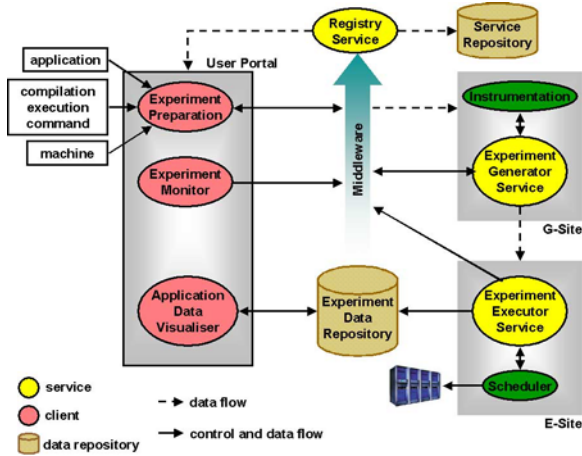 Registry
Service
Service
Repository
User Portal
application
compilation
execution
command
machine
Experiment
Preparation
Instrumentation
Experiment
Monitor
Middleware
Experiment
Generator
Service
G-Site
Application
Data
Visualiser
Experiment
Data
Repository
Experiment
Executor
Service
Scheduler
E-Site
service
client
data repository
data flow
control and data flow